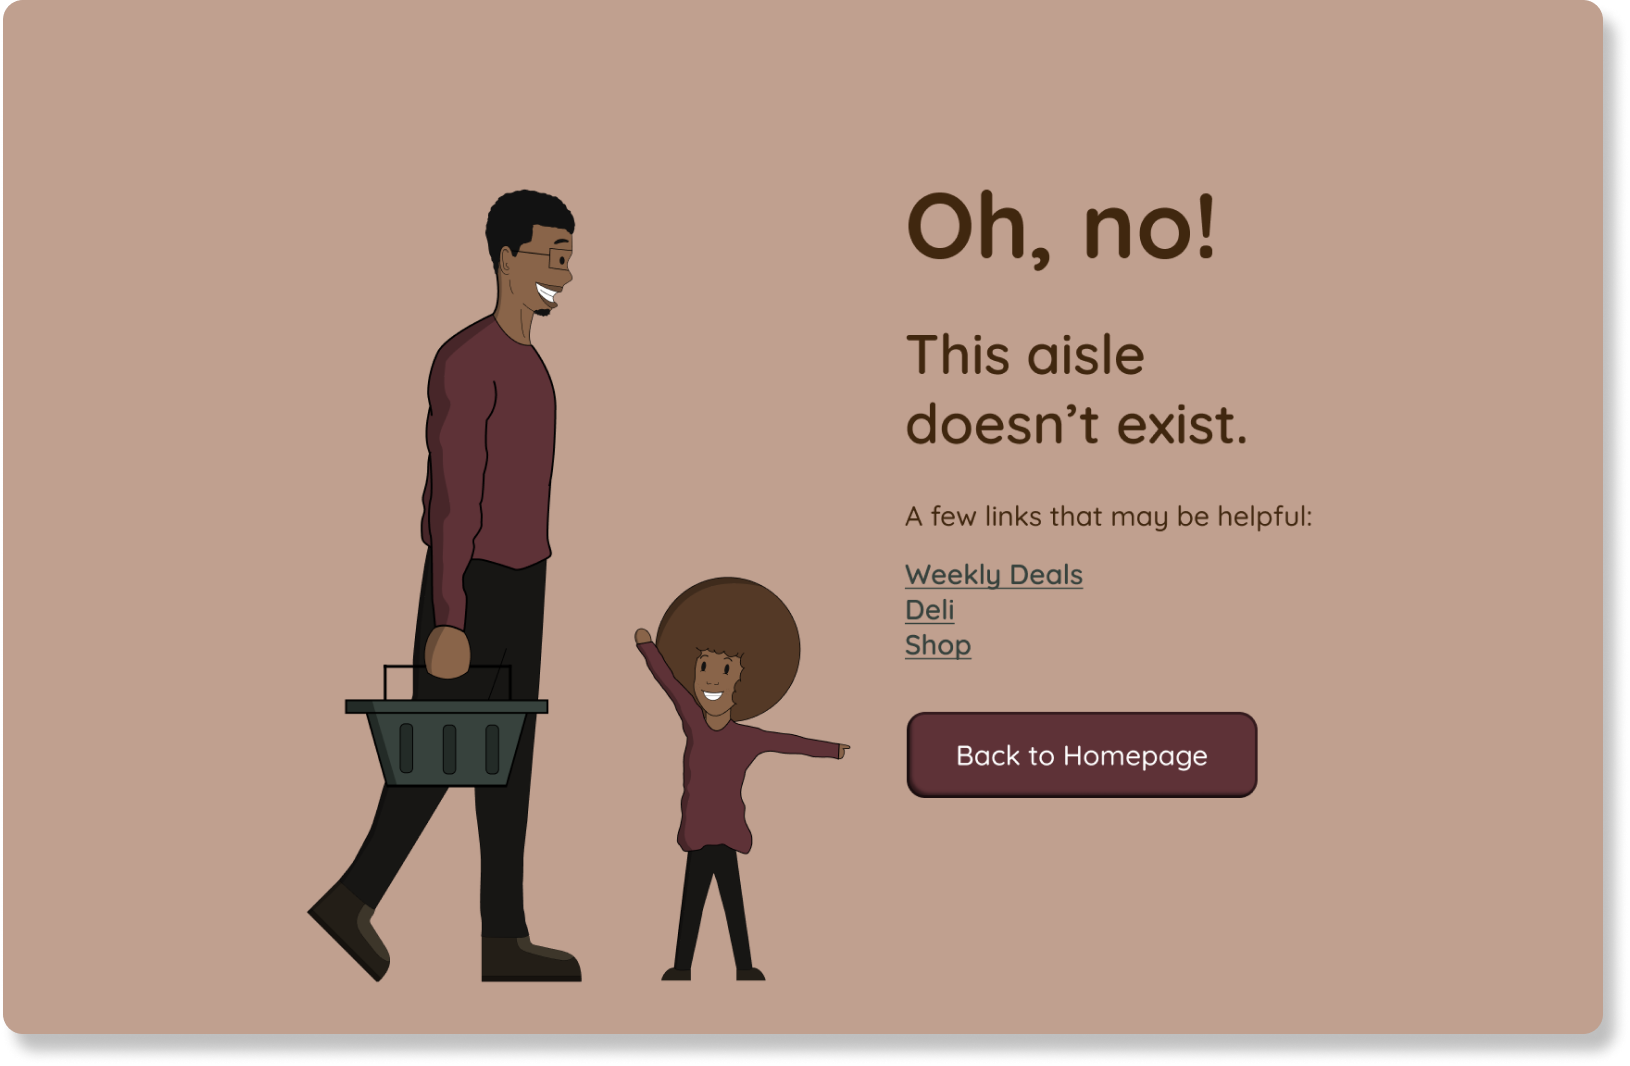 Oh, no!
This aisle
doesn’t exist.
A few links that may be helpful:
Weekly Deals
Deli
Shop
Back to Homepage